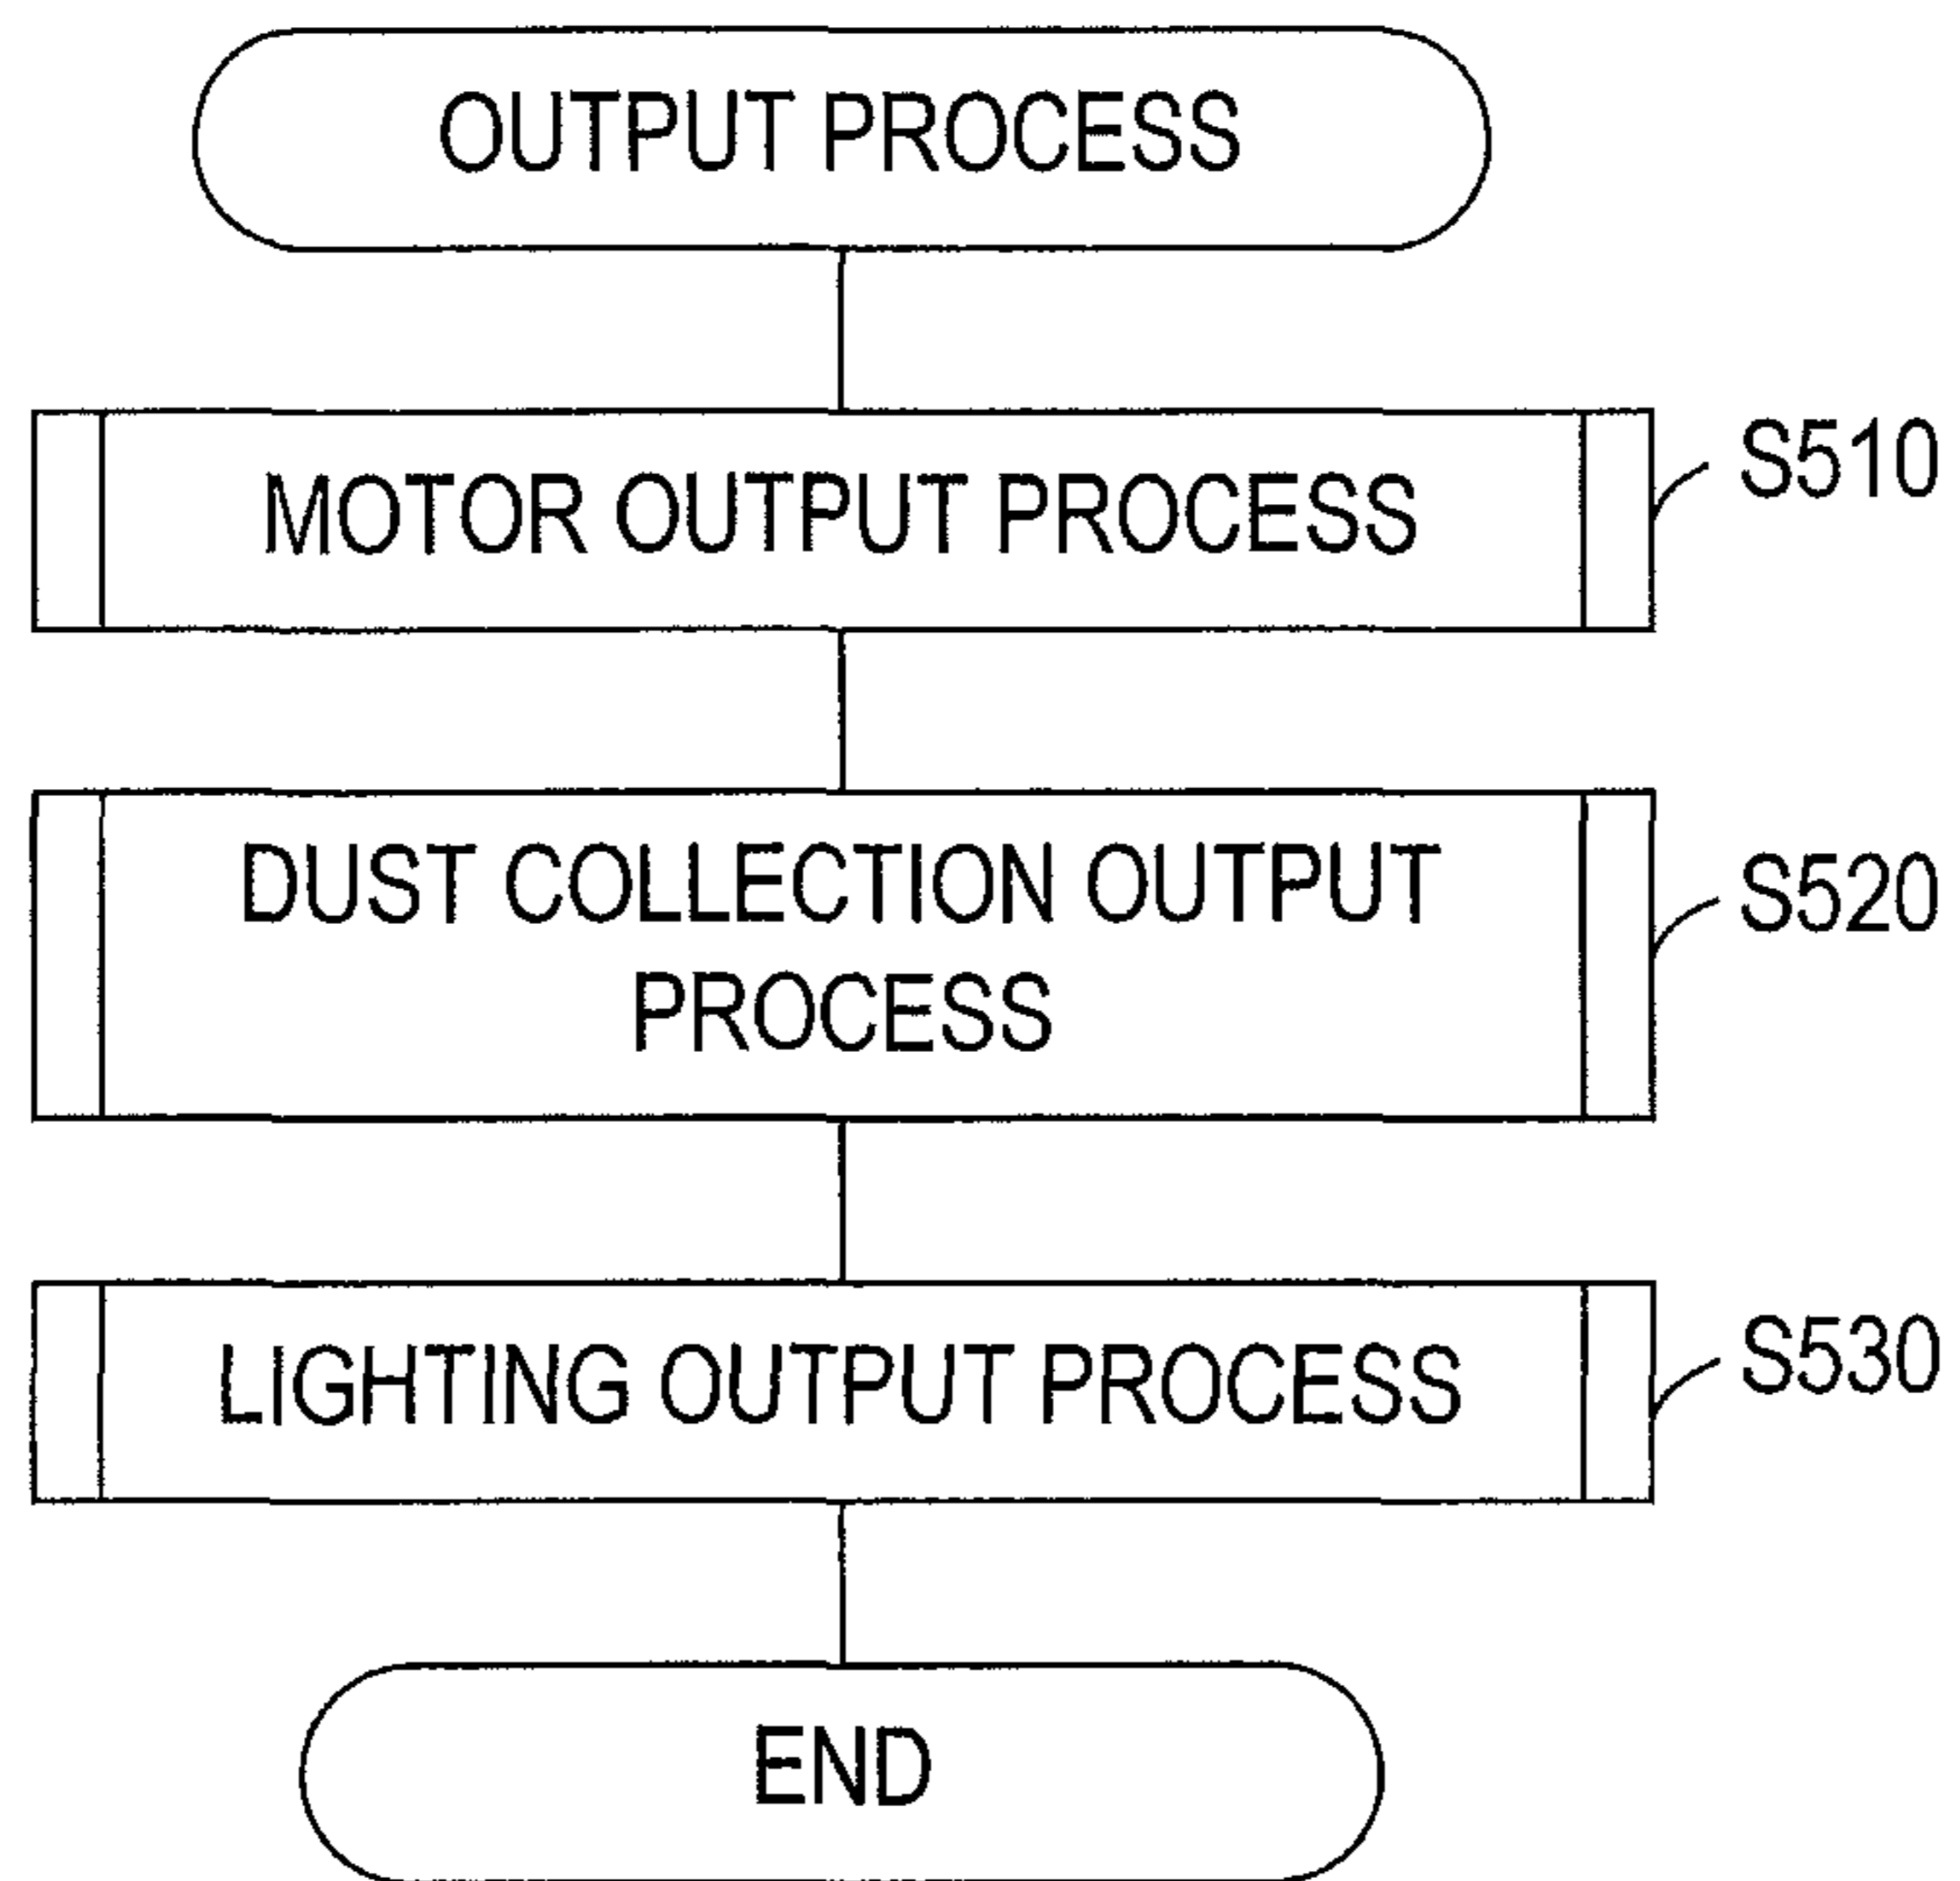 OUTPUT PROCESS
MOTOR OUTPUT PROCESS
S510
DUST COLLECTION OUTPUT
PROCESS
S520
LIGHTING OUTPUT PROCESS
S530
END